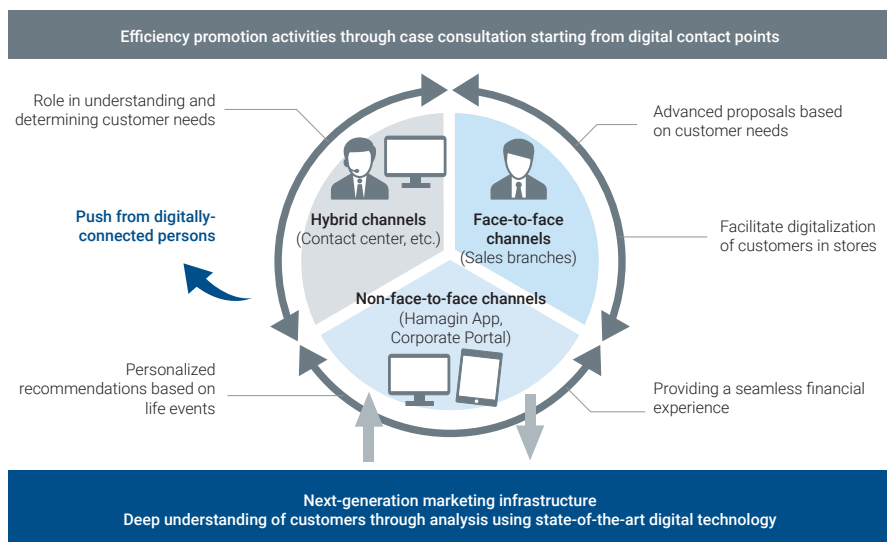 Efficiency promotion activities through case consultation starting from digital contact points
Role in understanding and
determining customer needs
Advanced proposals based
on customer needs
Push from digitally-
connected persons
Hybrid channels
(Contact center, etc.)
Face-to-face
channels
(Sales branches)
Facilitate digitalization
of customers in stores
Non-face-to-face channels
(Hamagin App,
Corporate Portal)
Personalized
recommendations based on
life events
Providing a seamless financial
experience
Next-generation marketing infrastructure
Deep understanding of customers through analysis using state-of-the-art digital technology